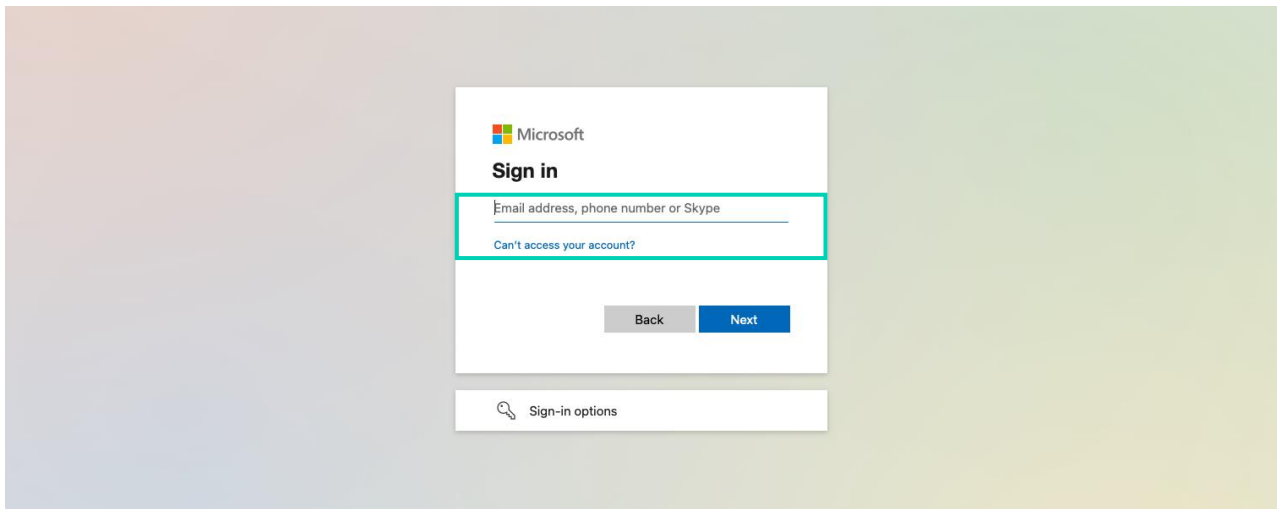 Microsoft
Sign in
Email address, phone number or Skype
Can't access your account?
Back Next
Sign-in options